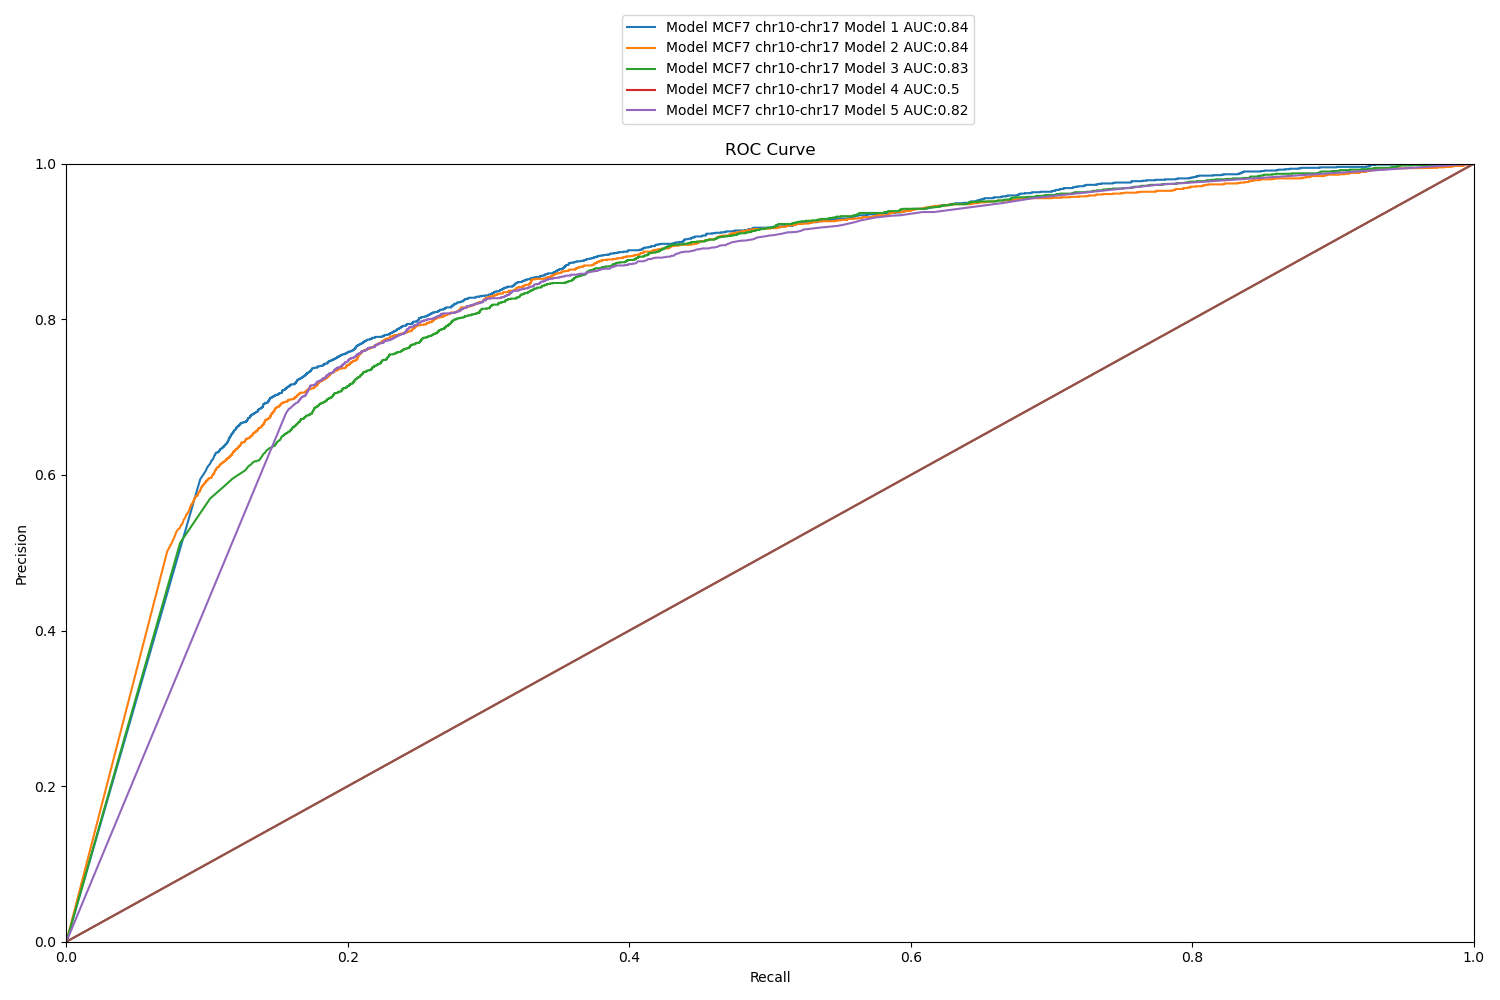 Model MCF7 chr10-chr17 Model 1 AUC:0.84
Model MCF7 chr10-chr17 Model 2 AUC:0.84
Model MCF7 chr10-chr17 Model 3 AUC:0.83
Model MCF7 chr10-chr17 Model 4 AUC:0.5
Model MCF7 chr10-chr17 Model 5 AUC:0.82
ROC Curve
1.0
0.8
0.6
0.4
0.2
0.0
Precision
0.0 0.2 0.4 0.6 0.8 1.0
Recall